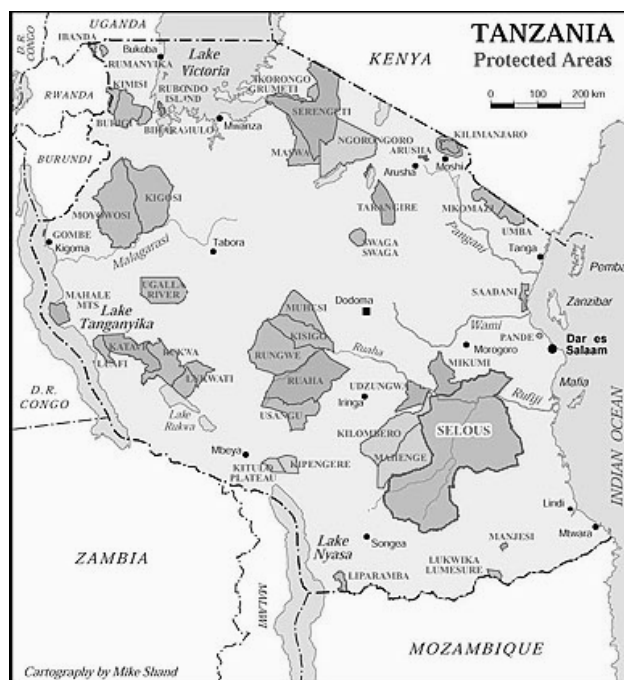 TANZANIA
Protected Areas
0 100 200 km
UGANDA
D.R. CONGO
IBANDA
Bukoba
RUMANYIKA
Lake
Victoria
KENYA
KIMISI
RUBONDO
ISLAND
IKORONGO
GRUMETI
RWANDA
SERENGETI
BURIGI
BIHARAMULO
Mwanza
NGORONGORO
KILIMANJARO
MASWA
ARUSHA
BURUNDI
Arusha
Moshi
KIGOSI
MOYOWOSI
TARANGIRE
MKOMAZI
UMBA
GOMBE
Kigoma
Malagarasi
Tabora
SWAGA
SWAGA
Pangani
Tanga
Pemba
UGALLA
RIVER
SAADANI
MAHALE
MTS
Lake
Tanganyika
MUHESI
Dodoma
Zanzibar
KISIGO
Wami
PANDE
Dar es
Salaam
KATAVI
RUKWA
LUAFI
RUNGWE
Morogoro
MIKUMI
LUKWATI
RUAHA
Ruaha
UDZUNGWA
Mafia
D.R.
CONGO
USANGU
Iringa
Rufiji
Lake
Rukwa
KILOMBERO
SELOUS
Mbeya
MAHENGE
KITULO
PLATEAU
KIPENGERE
INDIAN OCEAN
Lindi
Mtwara
ZAMBIA
Lake
Nyasa
Songea
MANJESI
LUKWIKA
LUMESURE
LIPARAMBA
MALAWI
MOZAMBIQUE
Cartography by Mike Shand